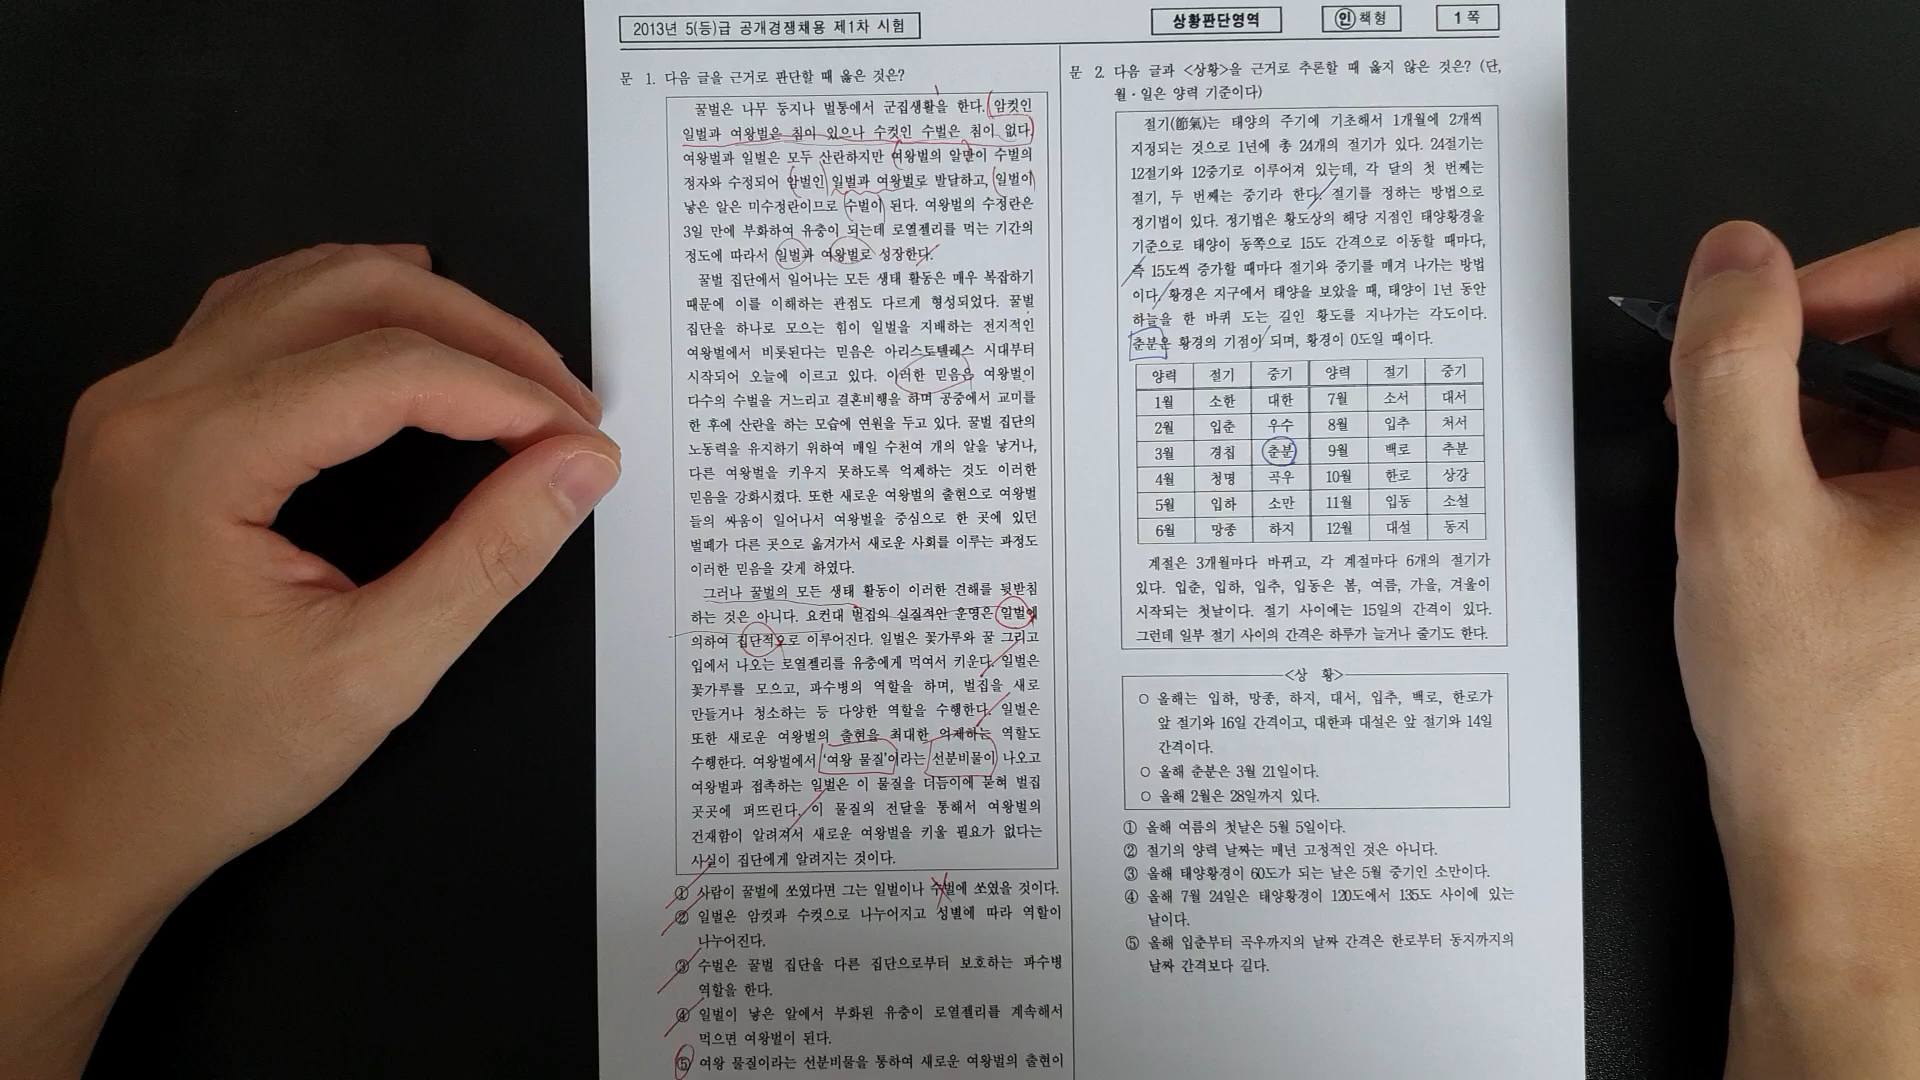 2013년 5(등)급 공개경쟁채용 제1차 시험
상황판단영역
인 책형
1 쪽
문 1. 다음 글을 근거로 판단할 때 옳은 것은?
꿀벌은 나무 둥지나 벌통에서 군집생활을 한다. 암컷인
일벌과 여왕벌은 침이 있으나 수컷인 수벌은 침이 없다.
여왕벌과 일벌은 모두 산란하지만 여왕벌의 알만이 수벌의
정자와 수정되어 암벌인 일벌과 여왕벌로 발달하고, 일벌이
낳은 알은 미수정란이므로 수벌이 된다. 여왕벌의 수정란은
3일 만에 부화하여 유충이 되는데 로열젤리를 먹는 기간의
정도에 따라서 일벌과 여왕벌로 성장한다.
꿀벌 집단에서 일어나는 모든 생태 활동은 매우 복잡하기
때문에 이를 이해하는 관점도 다르게 형성되었다. 꿀벌
집단을 하나로 모으는 힘이 일벌을 지배하는 전지적인
여왕벌에서 비롯된다는 믿음은 아리스토텔레스 시대부터
시작되어 오늘에 이르고 있다. 이러한 믿음은 여왕벌이
다수의 수벌을 거느리고 결혼비행을 하며 공중에서 교미를
한 후에 산란을 하는 모습에 연원을 두고 있다. 꿀벌 집단의
노동력을 유지하기 위하여 매일 수천여 개의 알을 낳거나,
다른 여왕벌을 키우지 못하도록 억제하는 것도 이러한
믿음을 강화시켰다. 또한 새로운 여왕벌의 출현으로 여왕벌
들의 싸움이 일어나서 여왕벌을 중심으로 한 곳에 있던
벌떼가 다른 곳으로 옮겨가서 새로운 사회를 이루는 과정도
이러한 믿음을 갖게 하였다.
그러나 꿀벌의 모든 생태 활동이 이러한 견해를 뒷받침
하는 것은 아니다. 요컨대 벌집의 실질적인 운영은 일벌에
의하여 집단적으로 이루어진다. 일벌은 꽃가루와 꿀 그리고
입에서 나오는 로열젤리를 유충에게 먹여서 키운다. 일벌은
꽃가루를 모으고, 파수병의 역할을 하며, 벌집을 새로
만들거나 청소하는 등 다양한 역할을 수행한다. 일벌은
또한 새로운 여왕벌의 출현을 최대한 억제하는 역할도
수행한다. 여왕벌에서 '여왕 물질'이라는 선분비물이 나오고
여왕벌과 접촉하는 일벌은 이 물질을 더듬이에 묻혀 벌집
곳곳에 퍼뜨린다. 이 물질의 전달을 통해서 여왕벌의
건재함이 알려져서 새로운 여왕벌을 키울 필요가 없다는
사실이 집단에게 알려지는 것이다.
① 사람이 꿀벌에 쏘였다면 그는 일벌이나 수벌에 쏘였을 것이다.
② 일벌은 암컷과 수컷으로 나누어지고 성별에 따라 역할이
나누어진다.
③ 수벌은 꿀벌 집단을 다른 집단으로부터 보호하는 파수병
역할을 한다.
④ 일벌이 낳은 알에서 부화된 유충이 로열젤리를 계속해서
먹으면 여왕벌이 된다.
⑤ 여왕 물질이라는 선분비물을 통하여 새로운 여왕벌의 출현이
문 2. 다음 글과 <상황>을 근거로 추론할 때 옳지 않은 것은? (단,
월·일은 양력 기준이다)
절기(節氣)는 태양의 주기에 기초해서 1개월에 2개씩
지정되는 것으로 1년에 총 24개의 절기가 있다. 24절기는
12절기와 12중기로 이루어져 있는데, 각 달의 첫 번째는
절기, 두 번째는 중기라 한다. 절기를 정하는 방법으로
정기법이 있다. 정기법은 황도상의 해당 지점인 태양황경을
기준으로 태양이 동쪽으로 15도 간격으로 이동할 때마다,
즉 15도씩 증가할 때마다 절기와 중기를 매겨 나가는 방법
이다. 황경은 지구에서 태양을 보았을 때, 태양이 1년 동안
하늘을 한 바퀴 도는 길인 황도를 지나가는 각도이다.
춘분은 황경의 기점이 되며, 황경이 0도일 때이다.
양력 절기 중기 양력 절기 중기
1월 소한 대한 7월 소서 대서
2월 입춘 우수 8월 입추 처서
3월 경칩 춘분 9월 백로 추분
4월 청명 곡우 10월 한로 상강
5월 입하 소만 11월 입동 소설
6월 망종 하지 12월 대설 동지
계절은 3개월마다 바뀌고, 각 계절마다 6개의 절기가
있다. 입춘, 입하, 입추, 입동은 봄, 여름, 가을, 겨울이
시작되는 첫날이다. 절기 사이에는 15일의 간격이 있다.
그런데 일부 절기 사이의 간격은 하루가 늘거나 줄기도 한다.
<상 황>
○ 올해는 입하, 망종, 하지, 대서, 입추, 백로, 한로가
앞 절기와 16일 간격이고, 대한과 대설은 앞 절기와 14일
간격이다.
○ 올해 춘분은 3월 21일이다.
○ 올해 2월은 28일까지 있다.
① 올해 여름의 첫날은 5월 5일이다.
② 절기의 양력 날짜는 매년 고정적인 것은 아니다.
③ 올해 태양황경이 60도가 되는 날은 5월 중기인 소만이다.
④ 올해 7월 24일은 태양황경이 120도에서 135도 사이에 있는
날이다.
⑤ 올해 입춘부터 곡우까지의 날짜 간격은 한로부터 동지까지의
날짜 간격보다 길다.